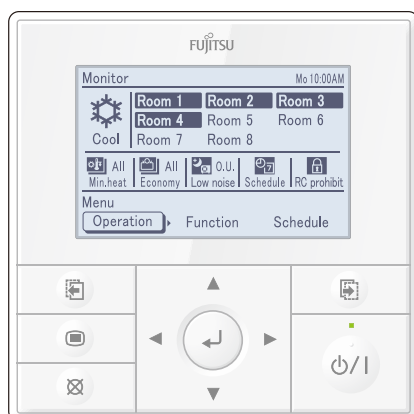 FUJITSU
Monitor Mo 10:00AM
Room 1 Room 2 Room 3
Cool Room 4 Room 5 Room 6
Room 7 Room 8
All All O.U.
Min.heat Economy Low noise Schedule RC prohibit
Menu
Operation Function Schedule